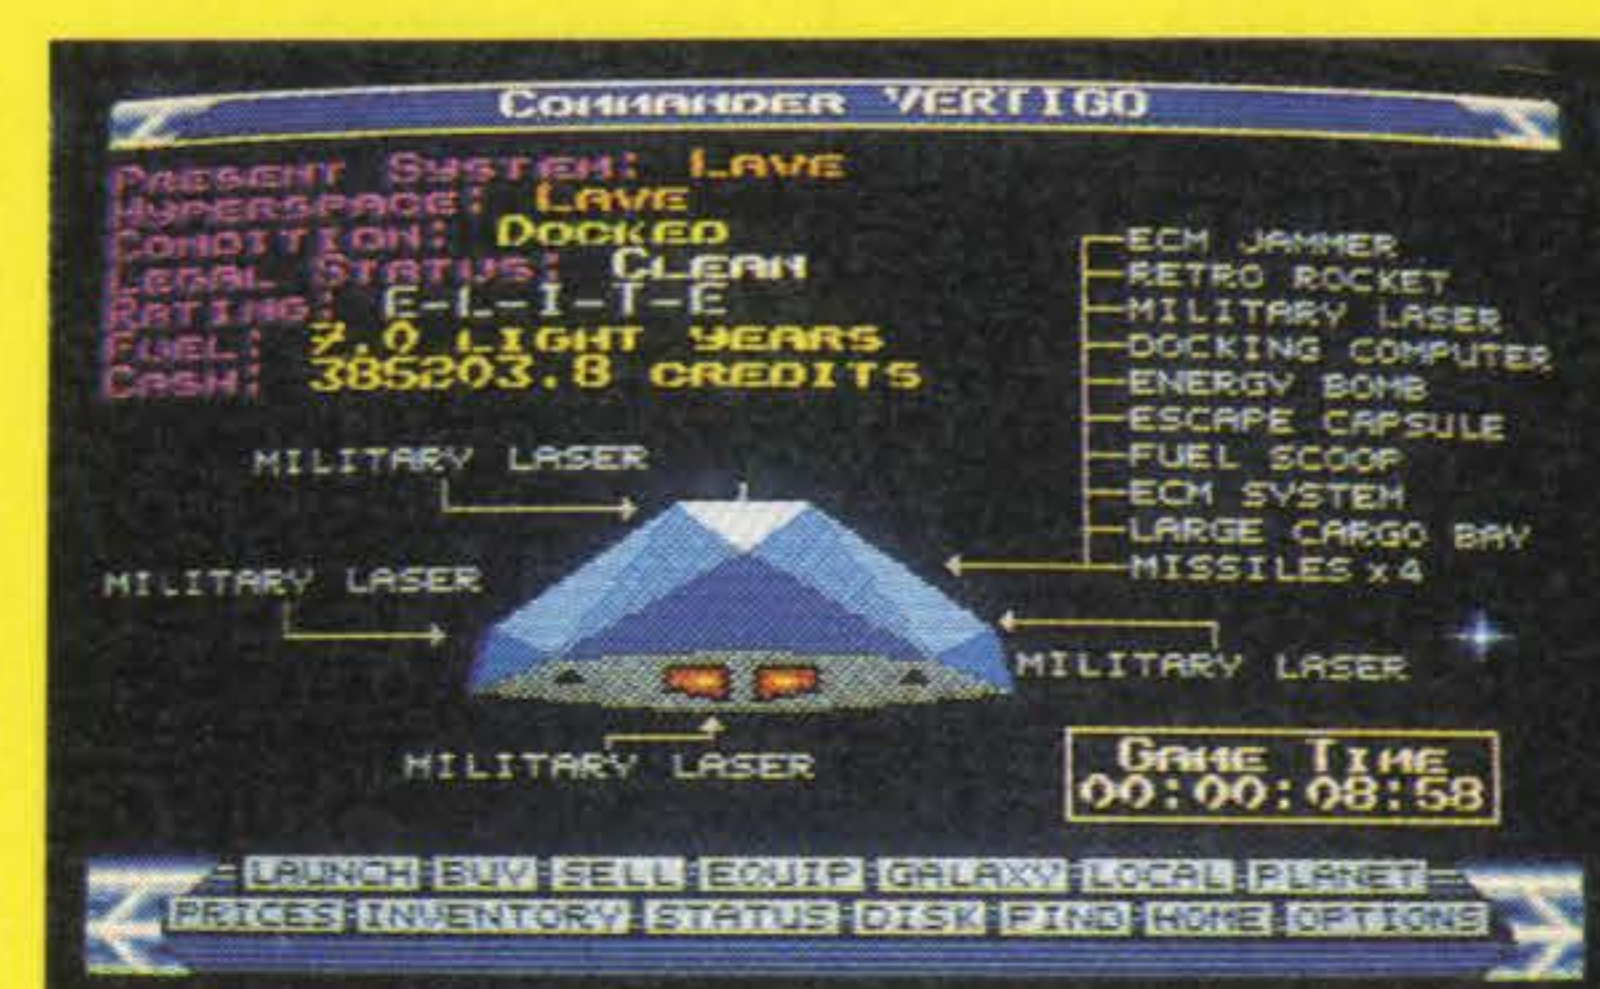 COMMANDER VERTIGO
PRESENT SYSTEM: LAVE
HYPERSPACE: LAVE
CONDITION: DOCKED
LEGAL STATUS: CLEAN
RATING: E-L-I-T-E
FUEL: 7.0 LIGHT YEARS
CASH: 385203.8 CREDITS
ECM JAMMER
RETRO ROCKET
MILITARY LASER
DOCKING COMPUTER
ENERGY BOMB
ESCAPE CAPSULE
FUEL SCOOP
ECM SYSTEM
LARGE CARGO BAY
MISSILES x4
MILITARY LASER
MILITARY LASER
MILITARY LASER
MILITARY LASER
GAME TIME
00:00:08:58
LAUNCH BUY SELL EQUIP GALAXY LOCAL PLANET
PRICES INVENTORY STATUS DISK FIND HOME OPTIONS